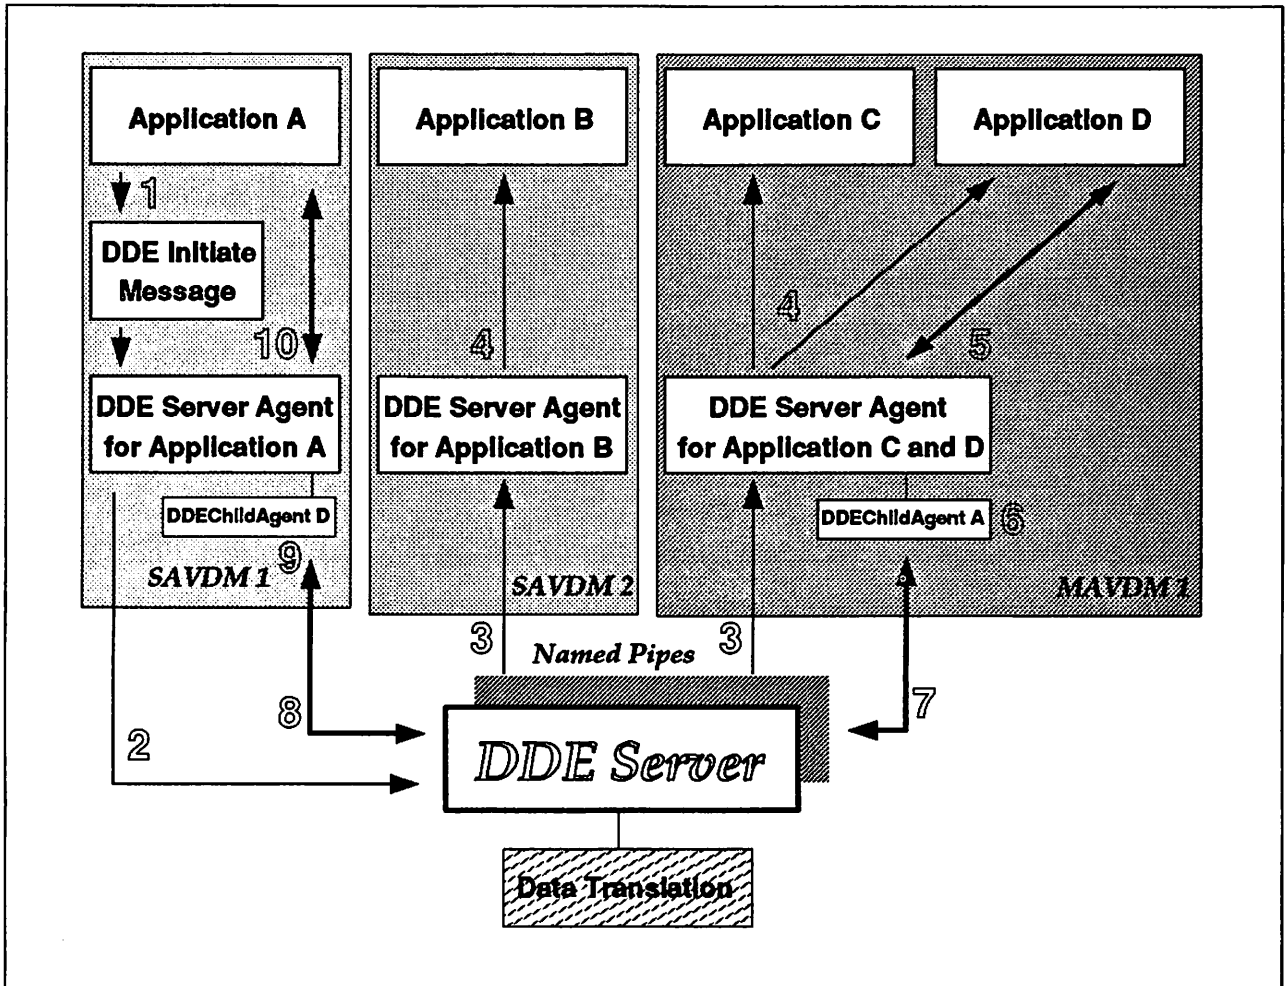 Application A
Application B
Application C
Application D
1
DDE Initiate
Message
10
4
4
5
DDE Server Agent
for Application A
DDE Server Agent
for Application B
DDE Server Agent
for Application C and D
DDEChildAgent D
DDEChildAgent A
6
9
SAVDM 1
SAVDM 2
MAVDM 1
3
Named Pipes
3
8
7
2
DDE Server
Data Translation